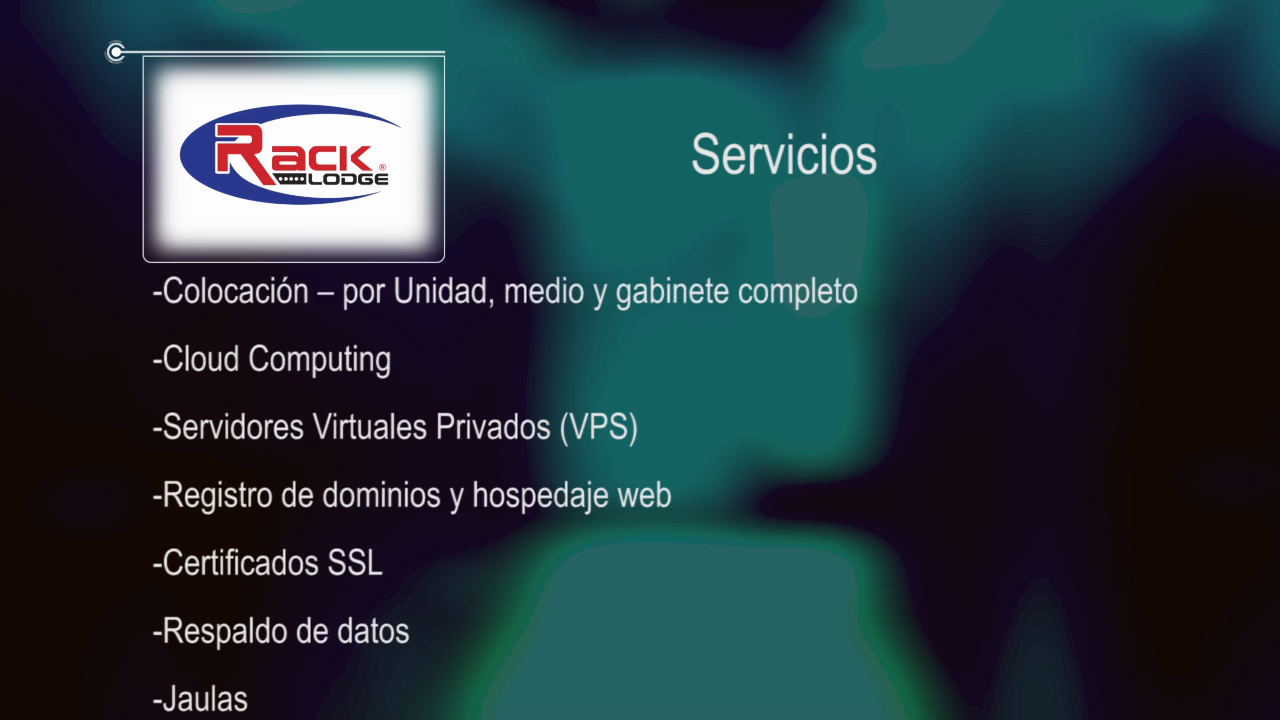 Rack®
LODGE
Servicios
-Colocación – por Unidad, medio y gabinete completo
-Cloud Computing
-Servidores Virtuales Privados (VPS)
-Registro de dominios y hospedaje web
-Certificados SSL
-Respaldo de datos
-Jaulas